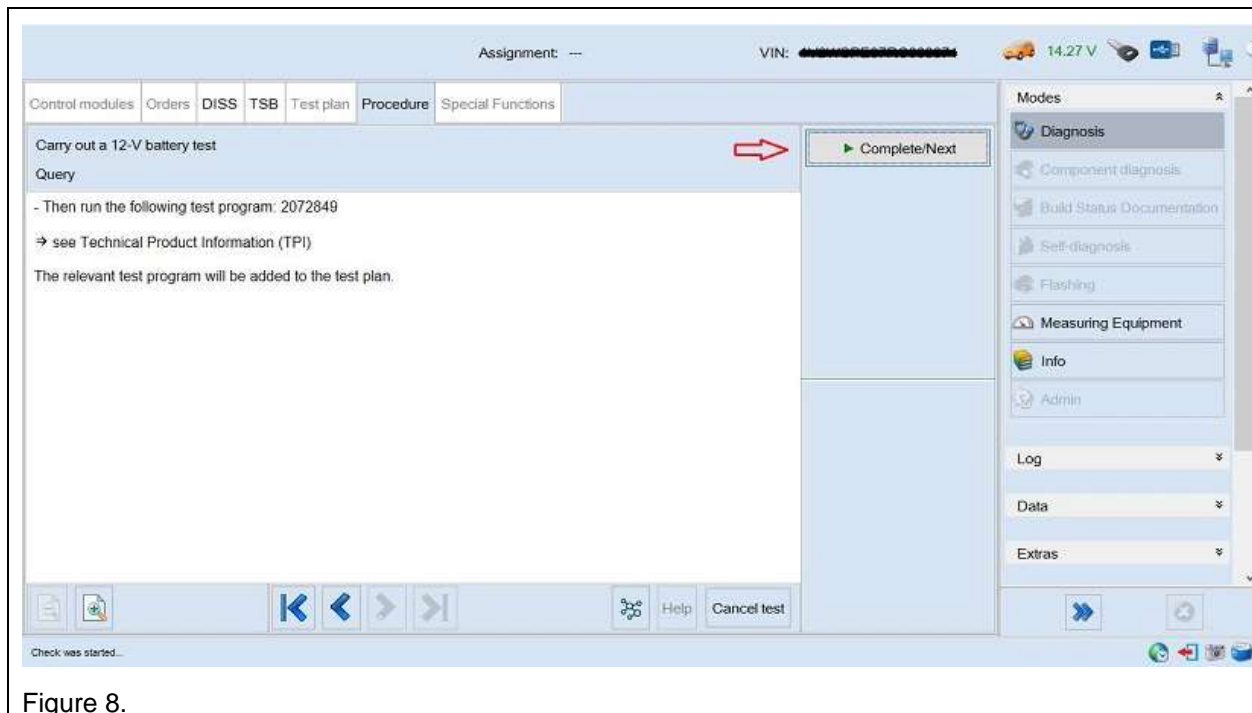 Assignment: ---
VIN:
14.27 V
Control modules Orders DISS TSB Test plan Procedure Special Functions
Carry out a 12-V battery test
Query
Complete/Next
- Then run the following test program: 2072849
⇒ see Technical Product Information (TPI)
The relevant test program will be added to the test plan.
Help
Cancel test
Check was started...
Modes
Diagnosis
Component diagnosis
Build Status Documentation
Self-diagnosis
Flashing
Measuring Equipment
Info
Admin
Log
Data
Extras
Figure 8.